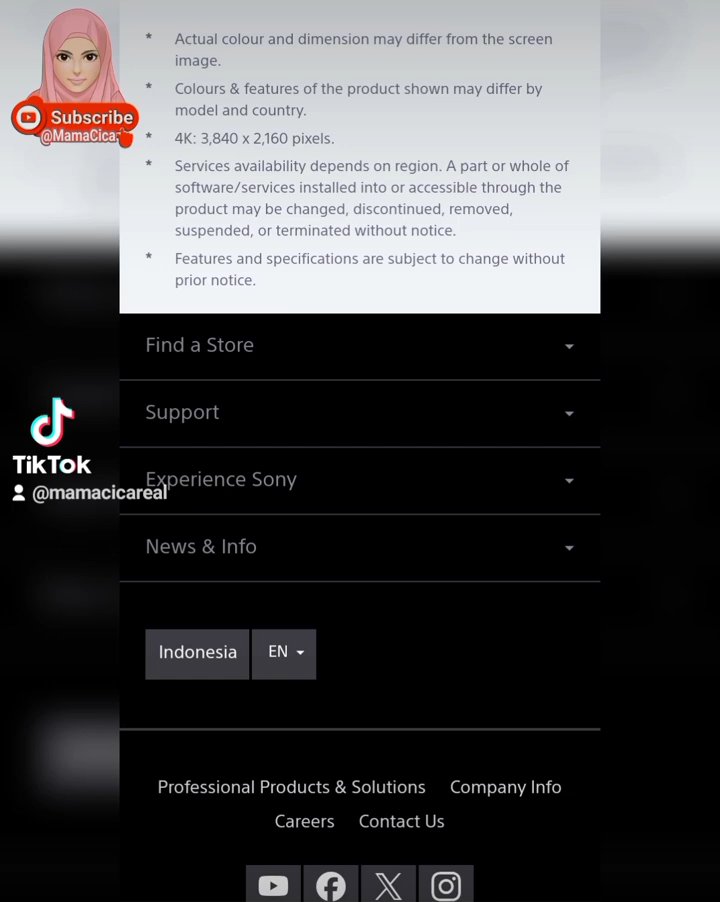 * Actual colour and dimension may differ from the screen
image.
* Colours & features of the product shown may differ by
model and country.
* 4K: 3,840 x 2,160 pixels.
* Services availability depends on region. A part or whole of
software/services installed into or accessible through the
product may be changed, discontinued, removed,
suspended, or terminated without notice.
* Features and specifications are subject to change without
prior notice.
Subscribe
@MamaCica
Find a Store
Support
TikTok
@mamacicareal
Experience Sony
News & Info
Indonesia EN
Professional Products & Solutions Company Info
Careers Contact Us